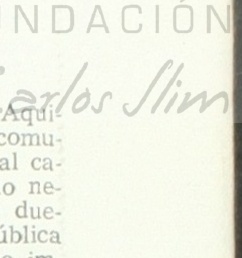 NDACIÓN
Carlos Slim
Aqui-
comu-
al ca-
o ne-
due-
ública